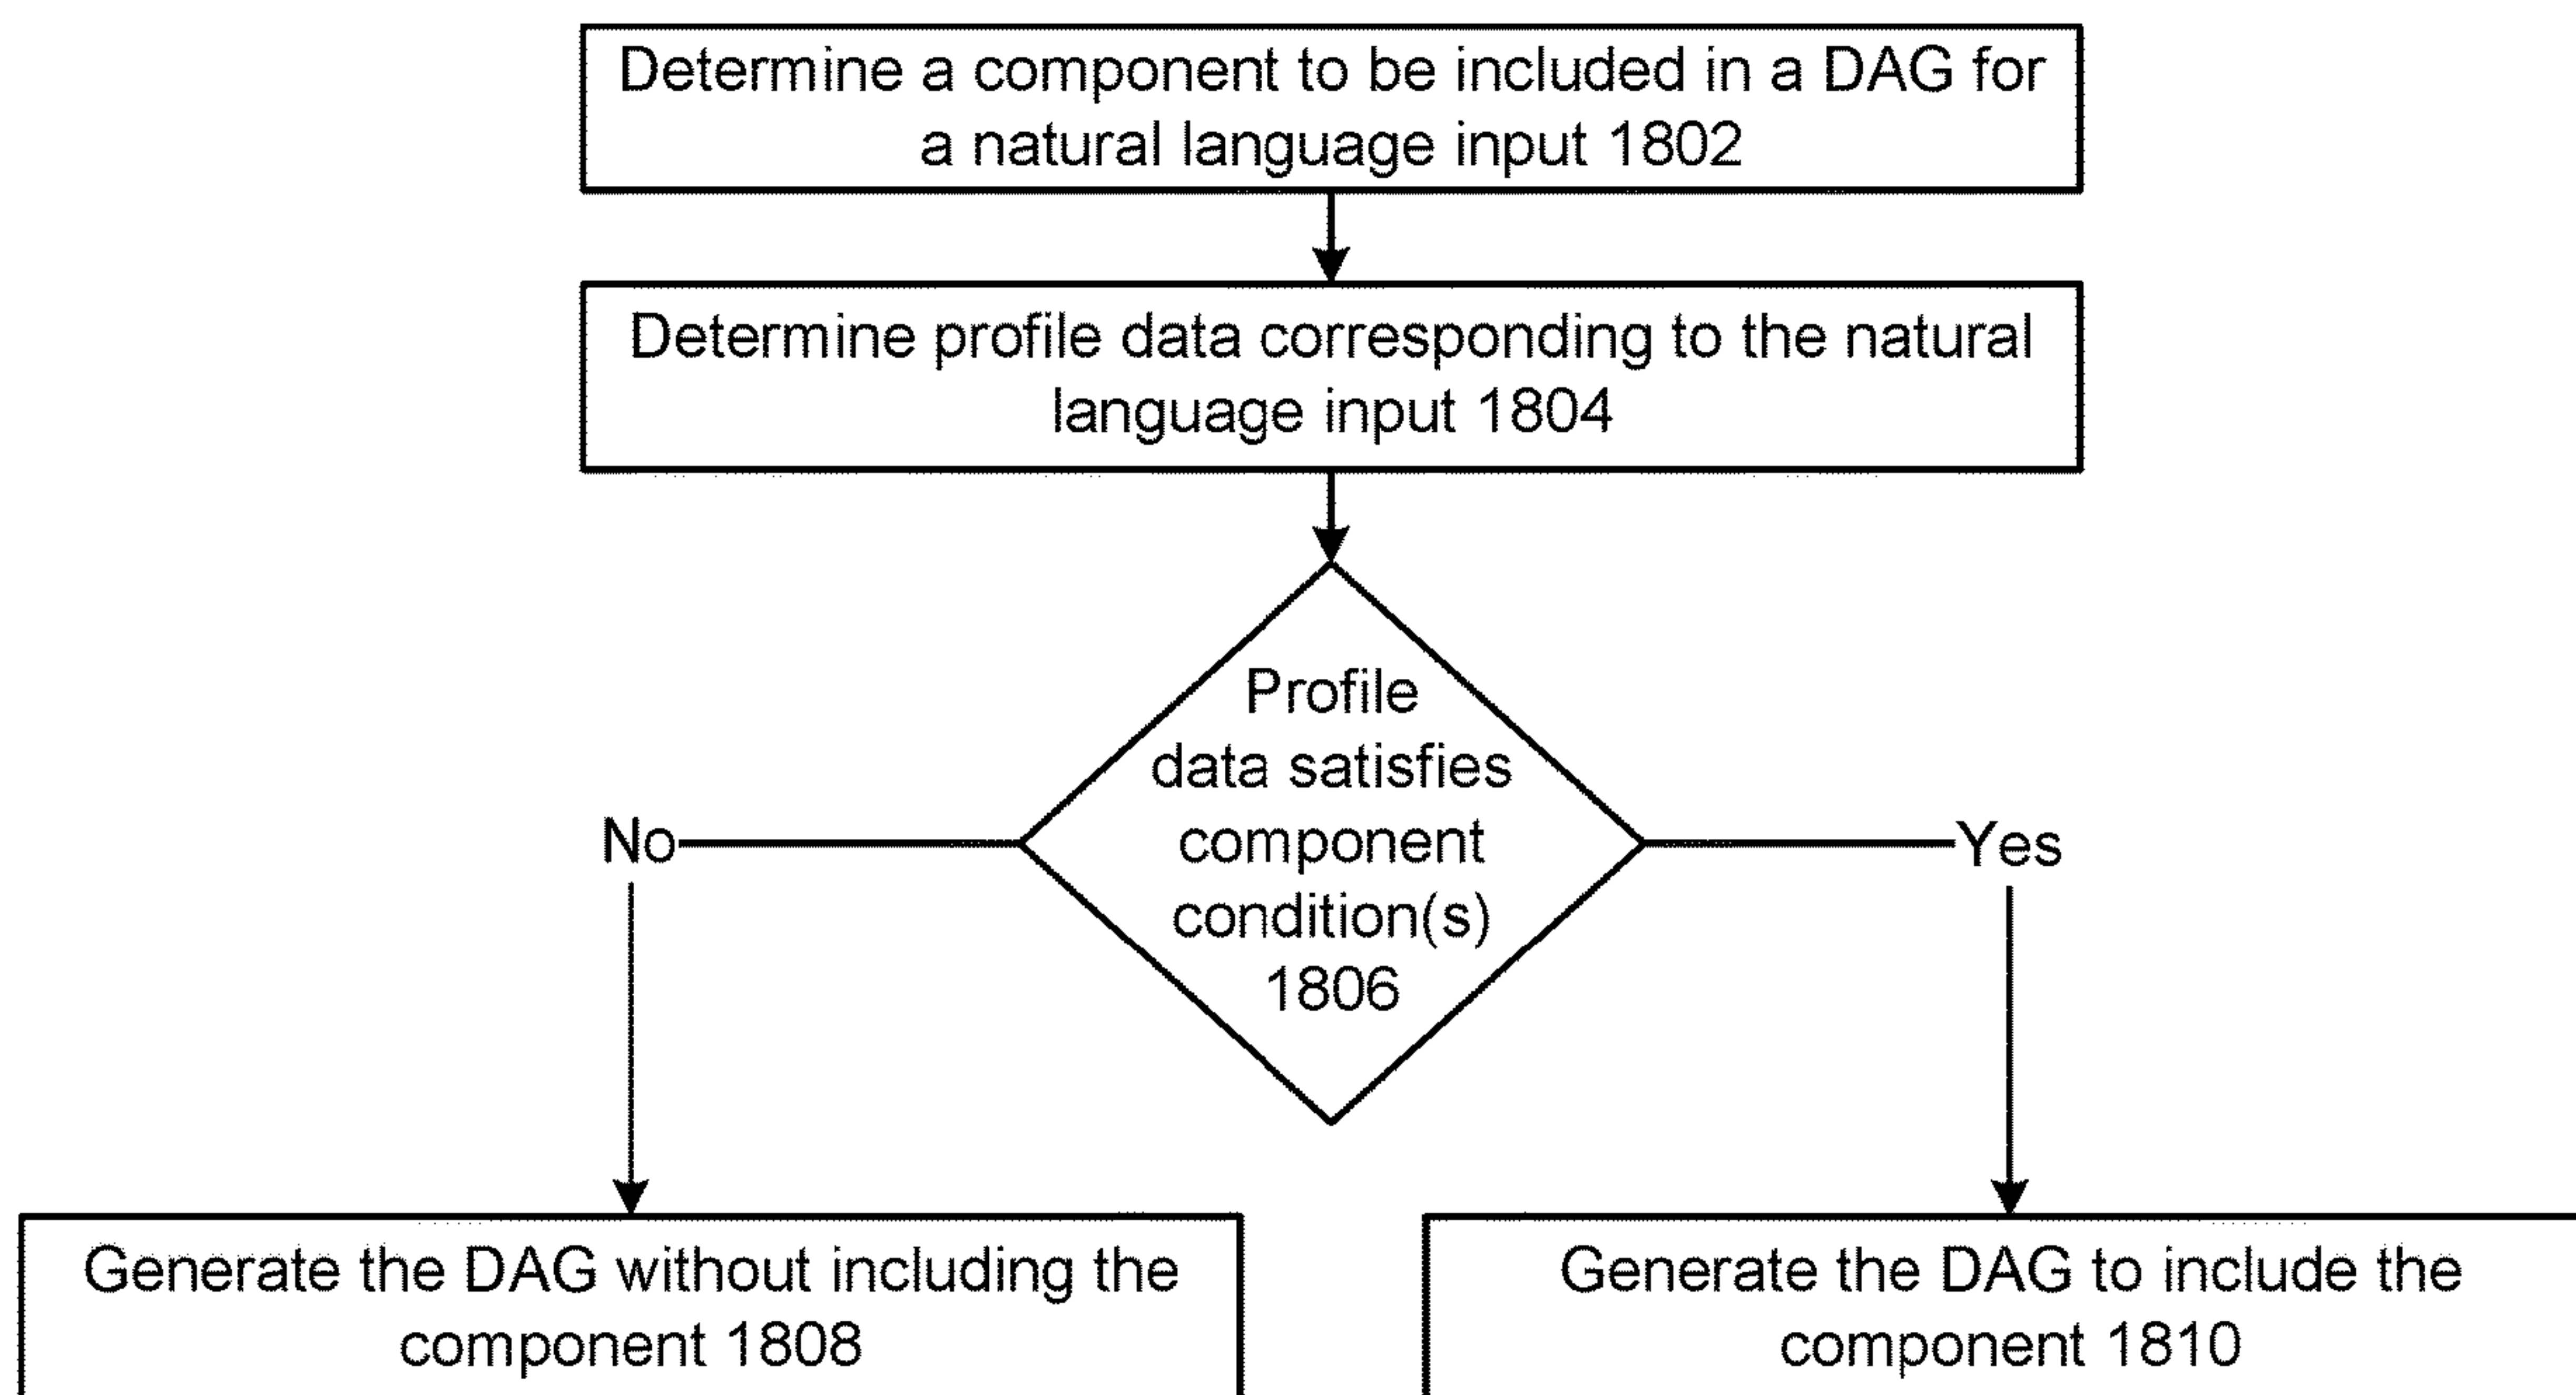 Determine a component to be included in a DAG for
a natural language input 1802
Determine profile data corresponding to the natural
language input 1804
Profile
data satisfies
component
condition(s)
1806
No
Yes
Generate the DAG without including the
component 1808
Generate the DAG to include the
component 1810